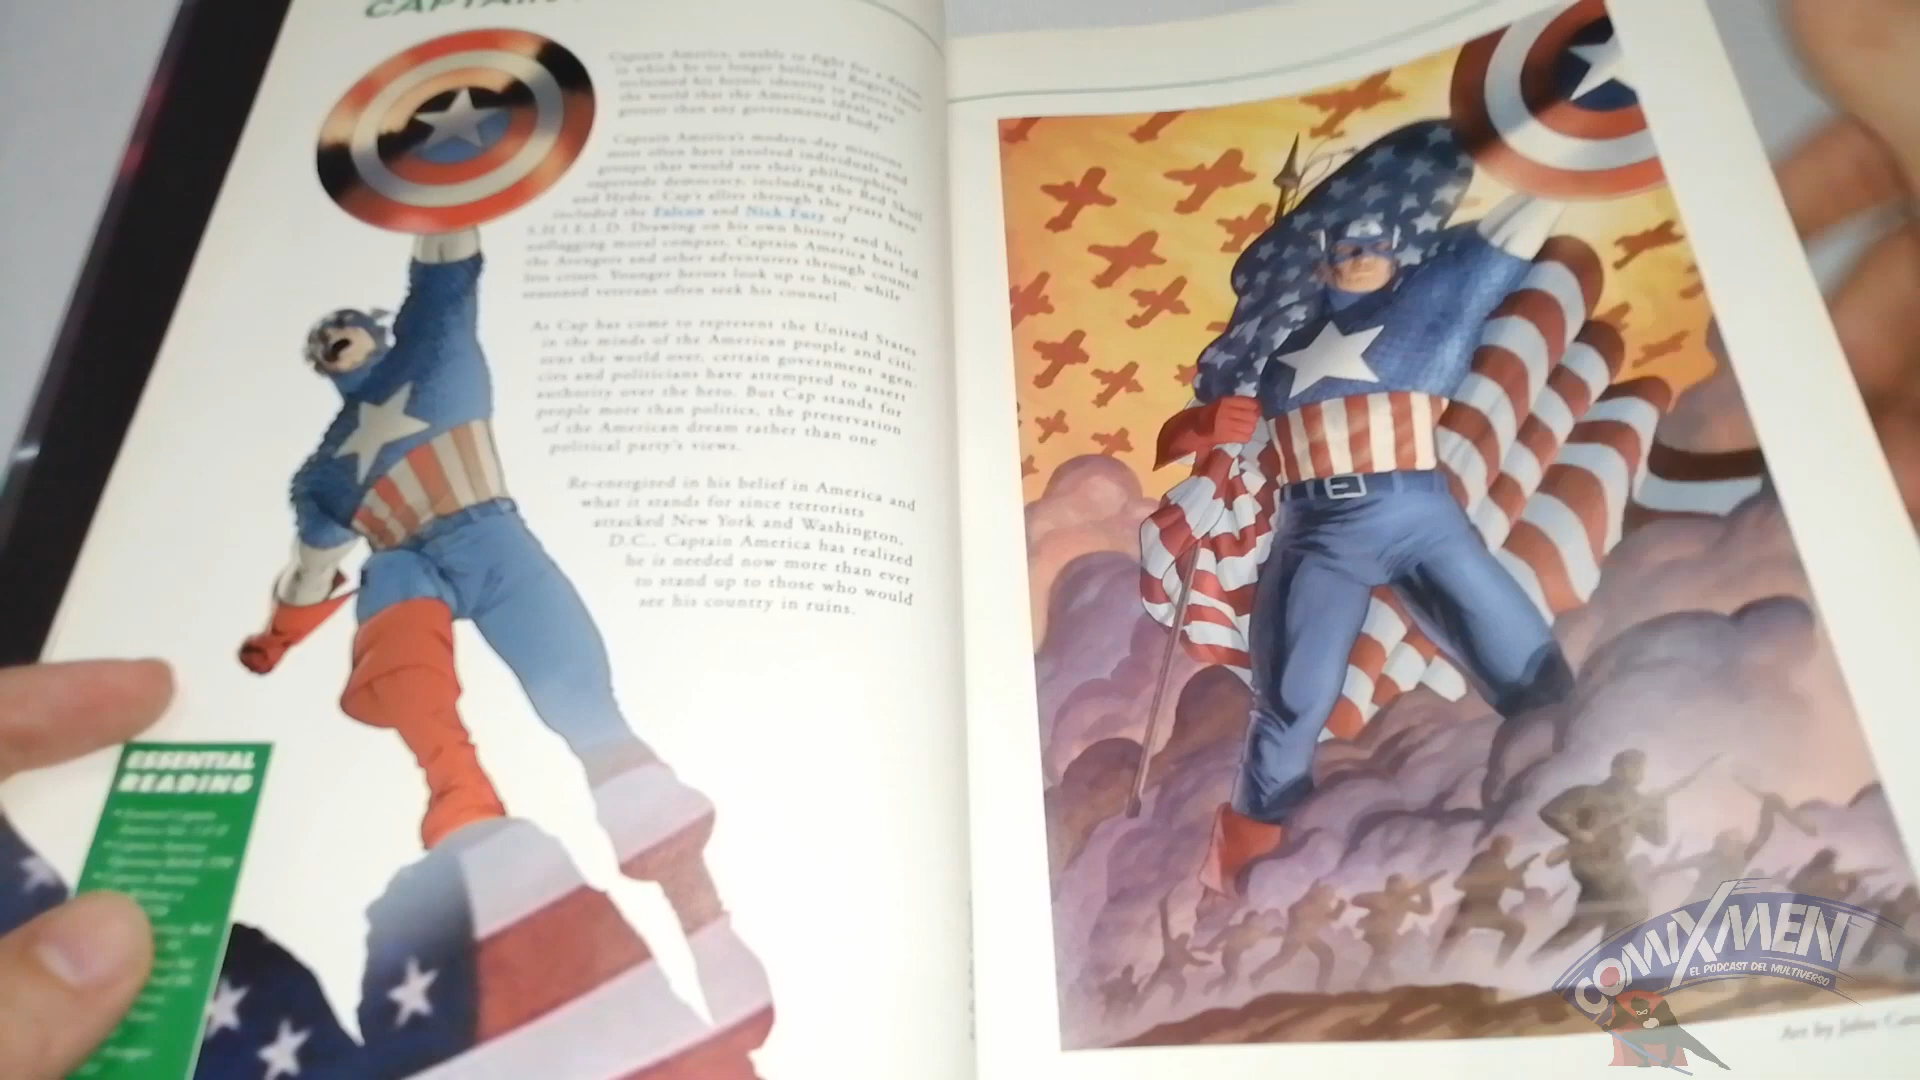 CAPTAIN
Captain America, unable to fight for a dream
in which he no longer believed. Rogers later
reclaimed his heroic identity to prove to
the world that the American ideals are
greater than any governmental body.
Captain America's modern-day missions
most often have involved individuals and
groups that would see their philosophies
supersede democracy, including the Red Skull
and Hydra. Cap's allies through the years have
included the Falcon and Nick Fury of
S.H.I.E.L.D. Drawing on his own history and his
unflagging moral compass, Captain America has led
the Avengers and other adventurers through count-
less crises. Younger heroes look up to him, while
seasoned veterans often seek his counsel.
As Cap has come to represent the United States
in the minds of the American people and citi-
zens the world over, certain government agen-
cies and politicians have attempted to assert
authority over the hero. But Cap stands for
people more than politics, the preservation
of the American dream rather than one
political party's views.
Re-energized in his belief in America and
what it stands for since terrorists
attacked New York and Washington,
D.C., Captain America has realized
he is needed now more than ever
to stand up to those who would
see his country in ruins.
ESSENTIAL
READING
• Essential Captain
America
• Captain America
• Captain America
Art by John
COMIXMEN
EL PODCAST DEL MULTIVERSO